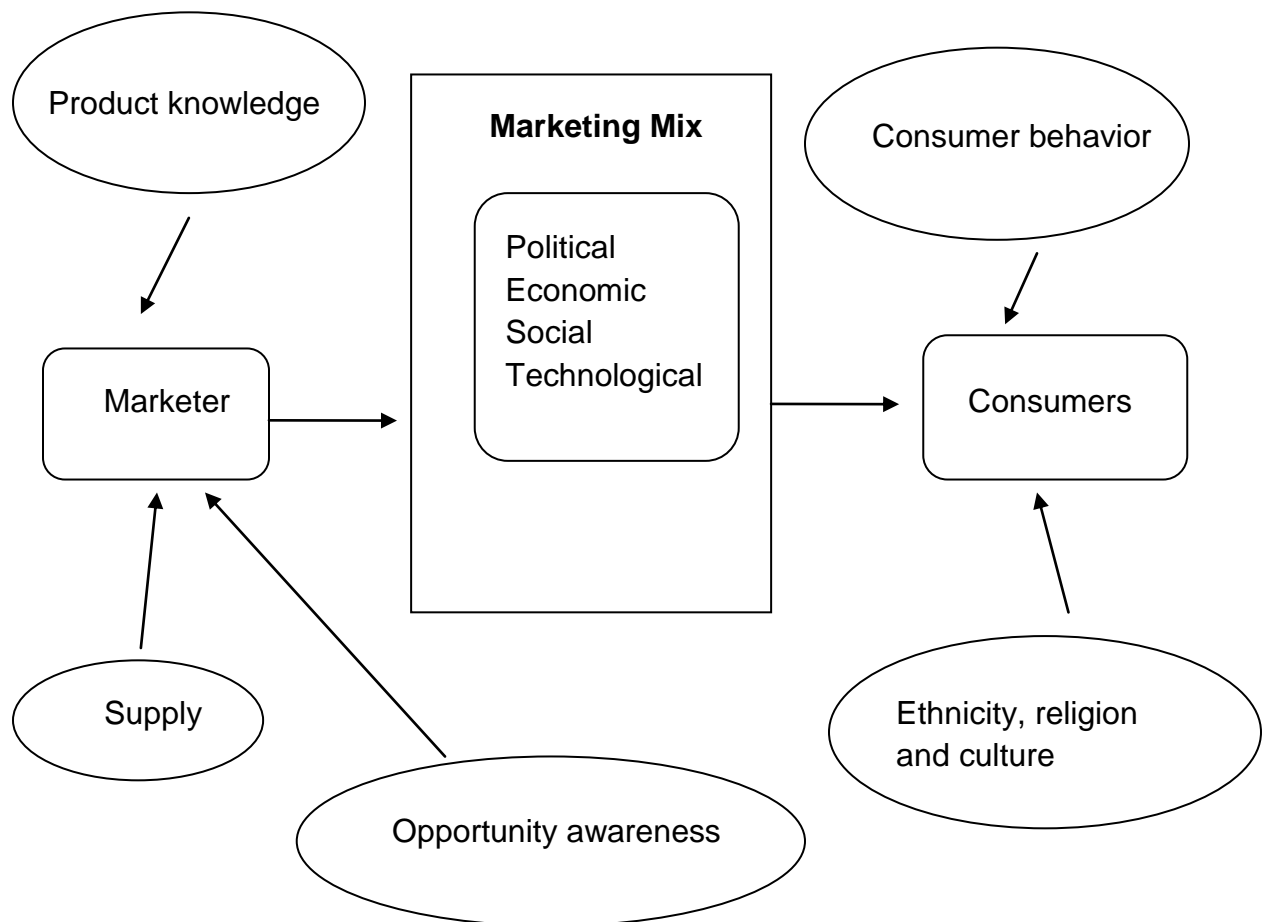 Product knowledge
Marketing Mix
Consumer behavior
Political
Economic
Social
Technological
Marketer
Consumers
Supply
Ethnicity, religion
and culture
Opportunity awareness